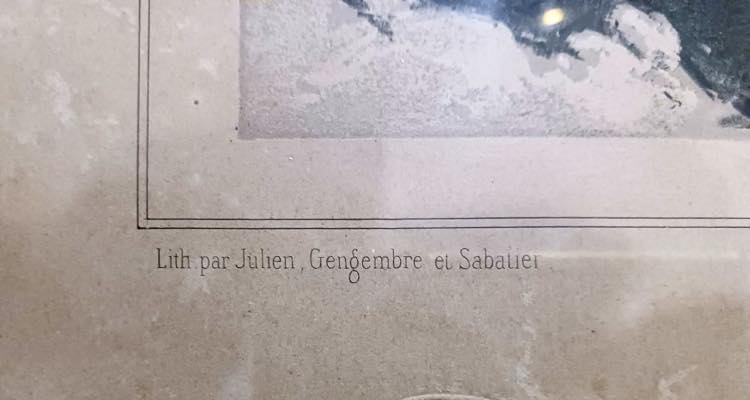 Lith. par Julien, Gengembre et Sabatier